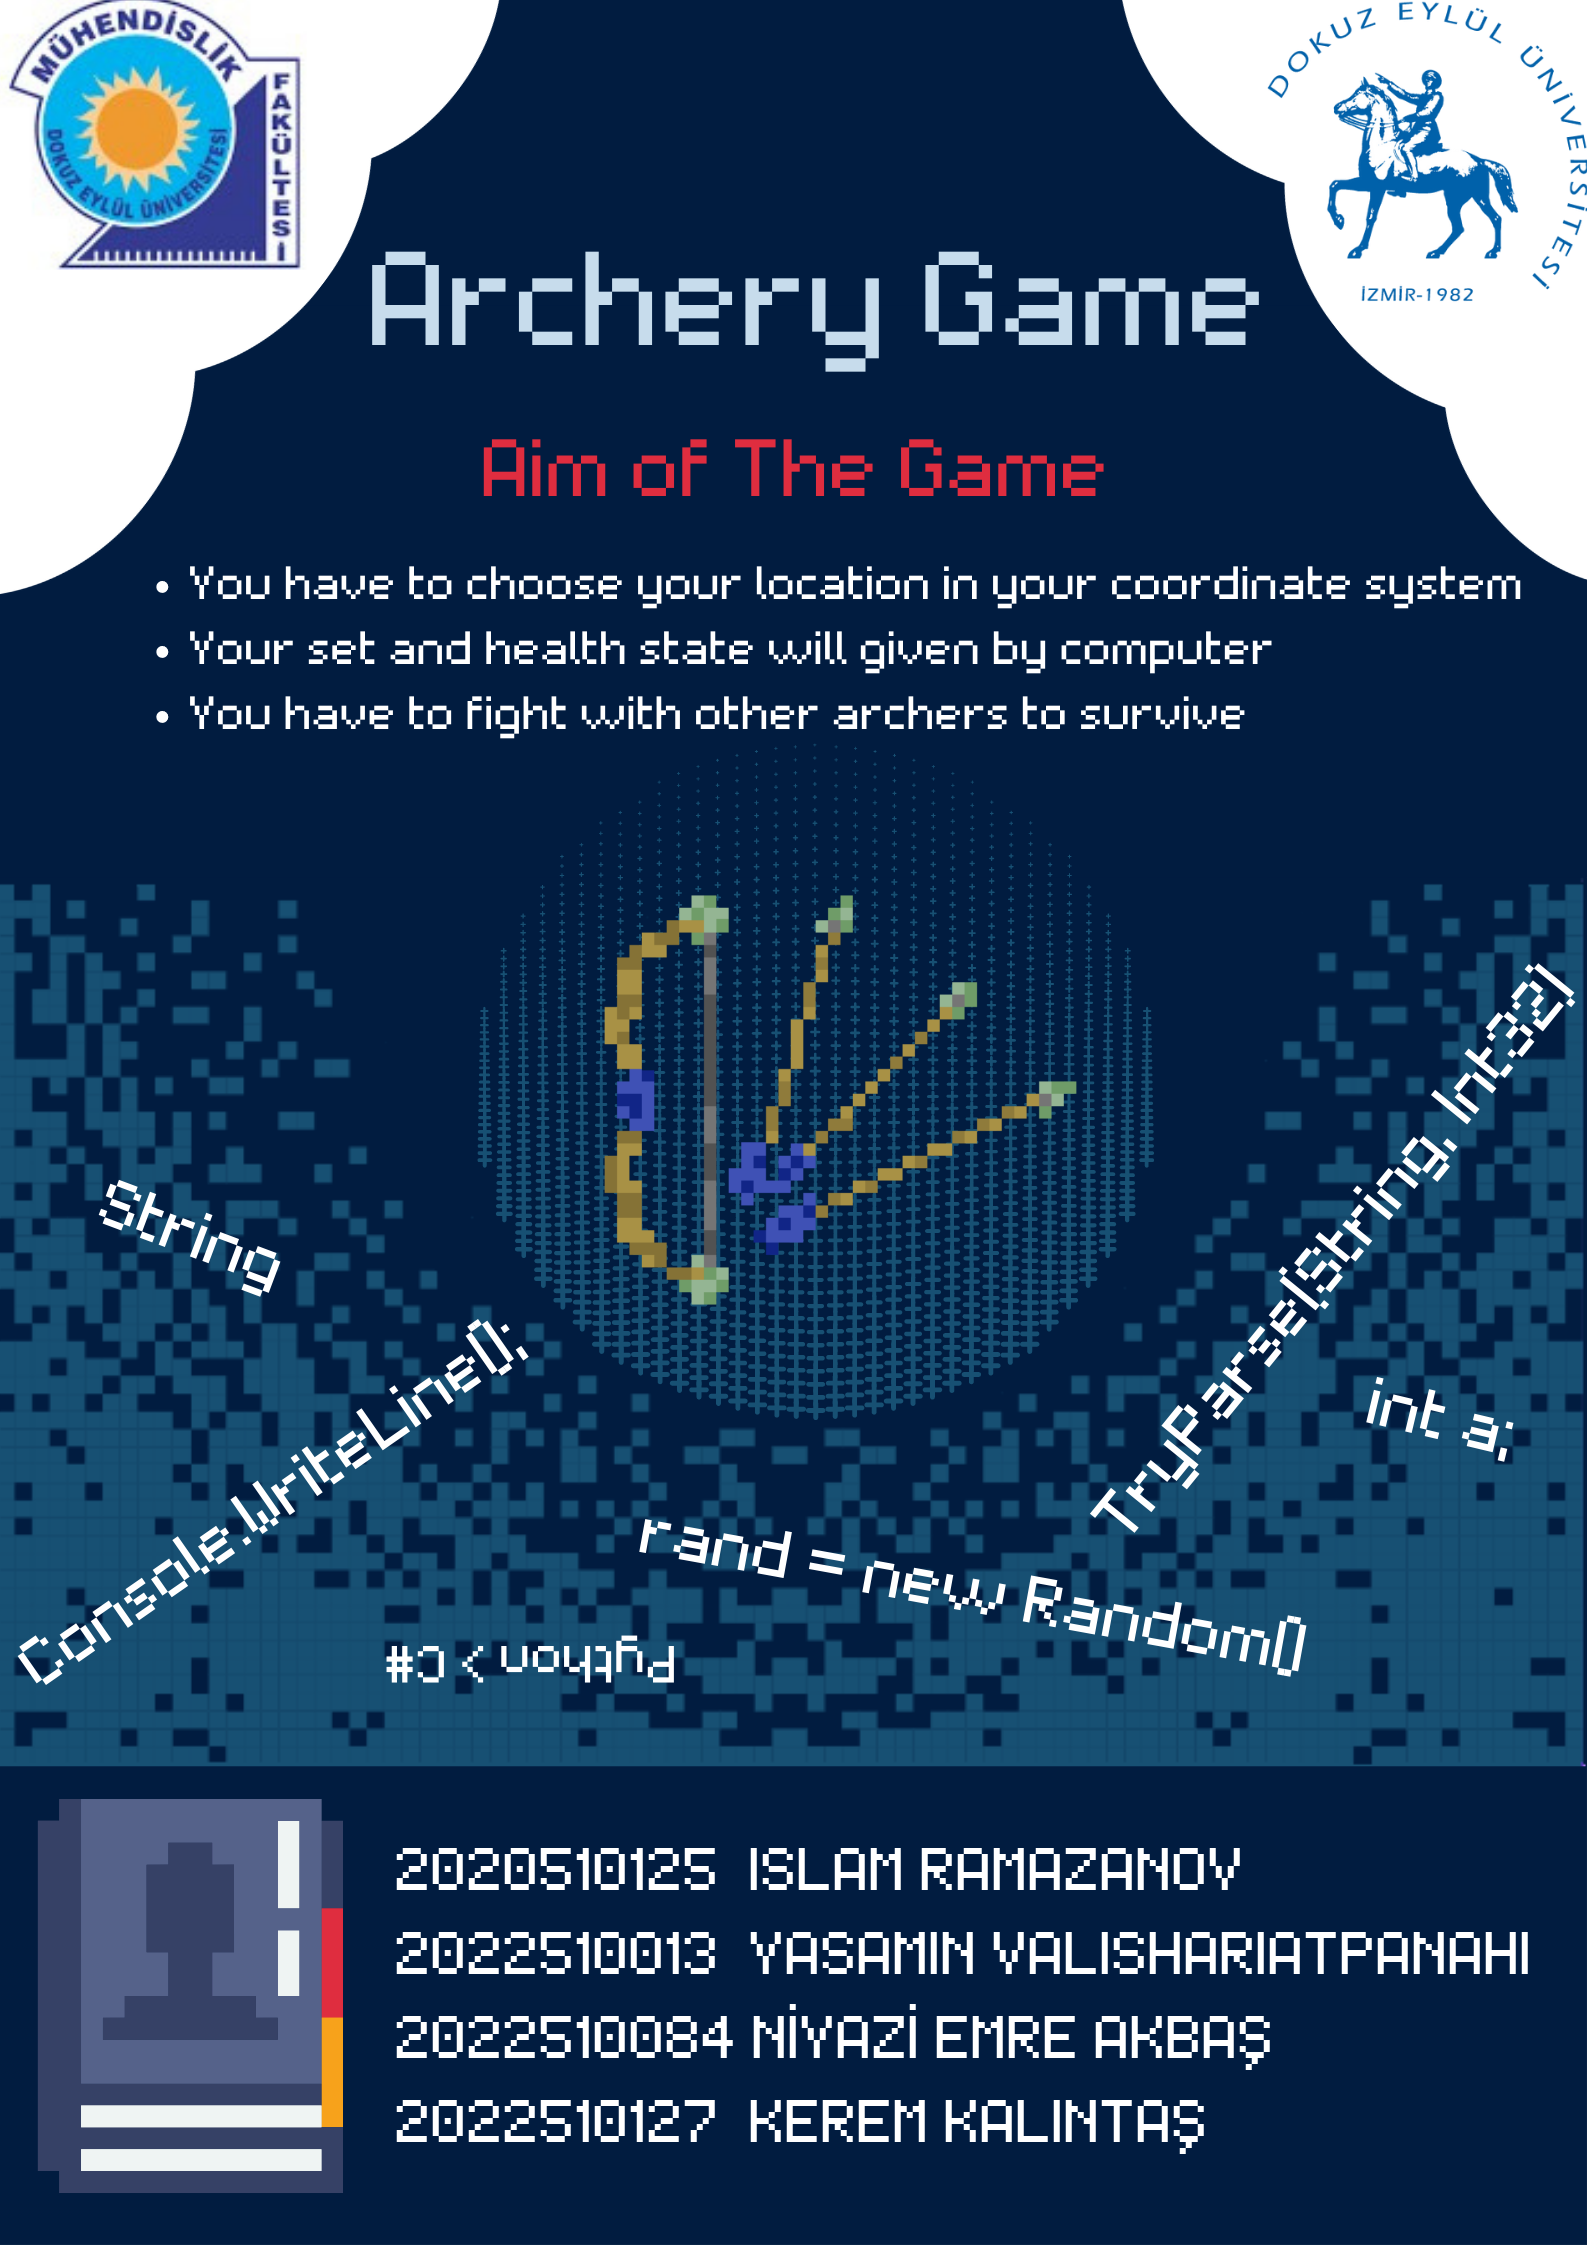 MÜHENDİSLİK
FAKÜLTESİ
DOKUZ EYLÜL ÜNİVERSİTESİ
DOKUZ EYLÜL ÜNİVERSİTESİ
İZMİR-1982
Archery Game
Aim of The Game
• You have to choose your location in your coordinate system
• Your set and health state will given by computer
• You have to fight with other archers to survive
String
Console.WriteLine();
TryParse(String, Int32)
int a;
rand = new Random()
Python > C#
2020510125 ISLAM RAMAZANOV
2022510013 YASAMIN VALISHARIATPANAHI
2022510084 NİYAZİ EMRE AKBAŞ
2022510127 KEREM KALINTAŞ